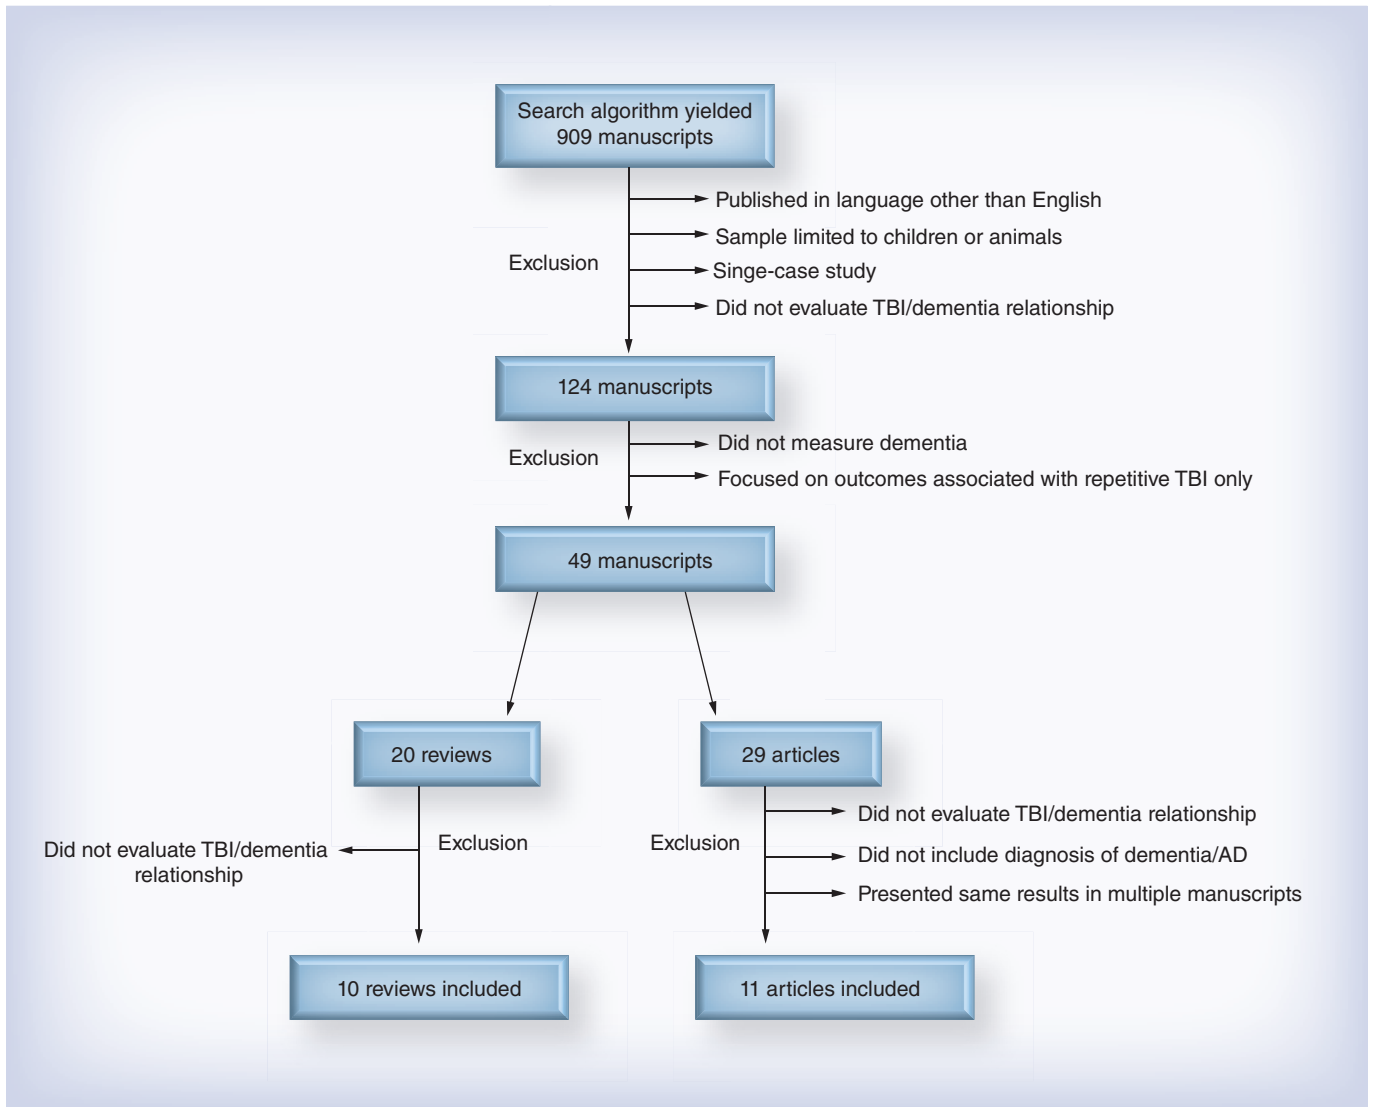 Search algorithm yielded
909 manuscripts
Published in language other than English
Sample limited to children or animals
Exclusion
Singe-case study
Did not evaluate TBI/dementia relationship
124 manuscripts
Did not measure dementia
Exclusion
Focused on outcomes associated with repetitive TBI only
49 manuscripts
20 reviews
29 articles
Did not evaluate TBI/dementia
relationship
Exclusion
Exclusion
Did not evaluate TBI/dementia relationship
Did not include diagnosis of dementia/AD
Presented same results in multiple manuscripts
10 reviews included
11 articles included